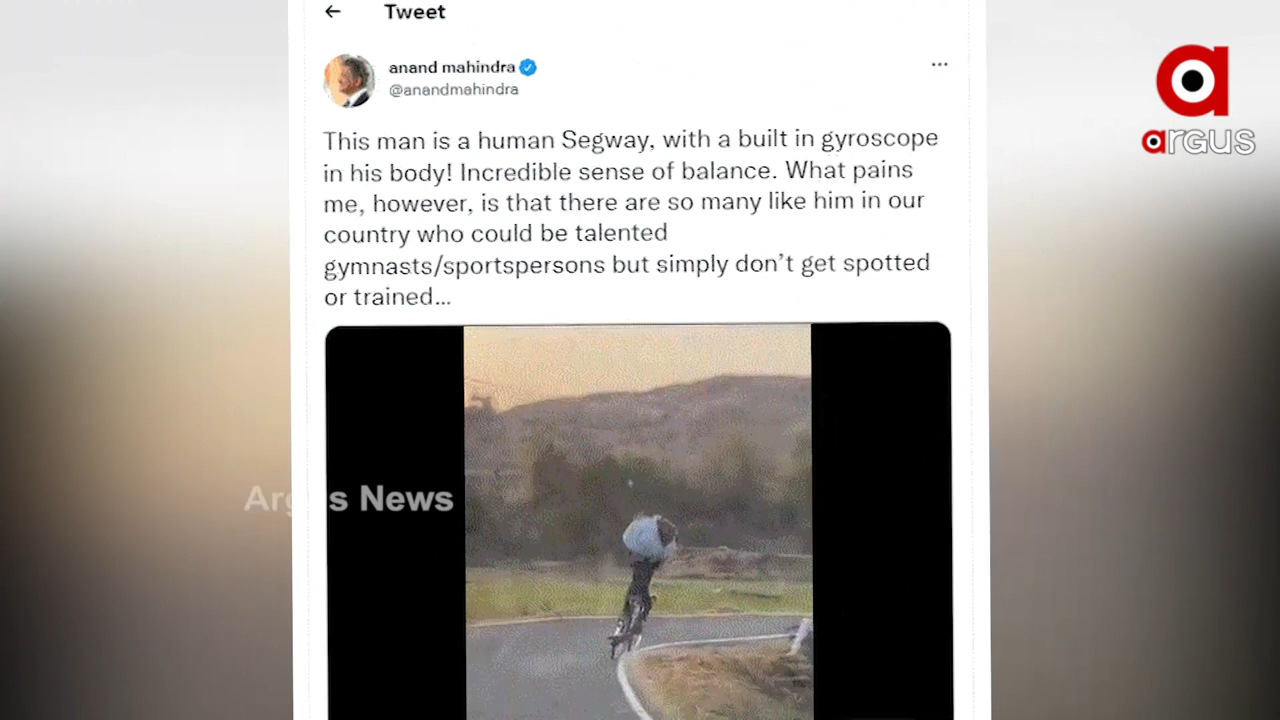 Tweet
anand mahindra
@anandmahindra
This man is a human Segway, with a built in gyroscope
in his body! Incredible sense of balance. What pains
me, however, is that there are so many like him in our
country who could be talented
gymnasts/sportspersons but simply don't get spotted
or trained...
argus
Argus News